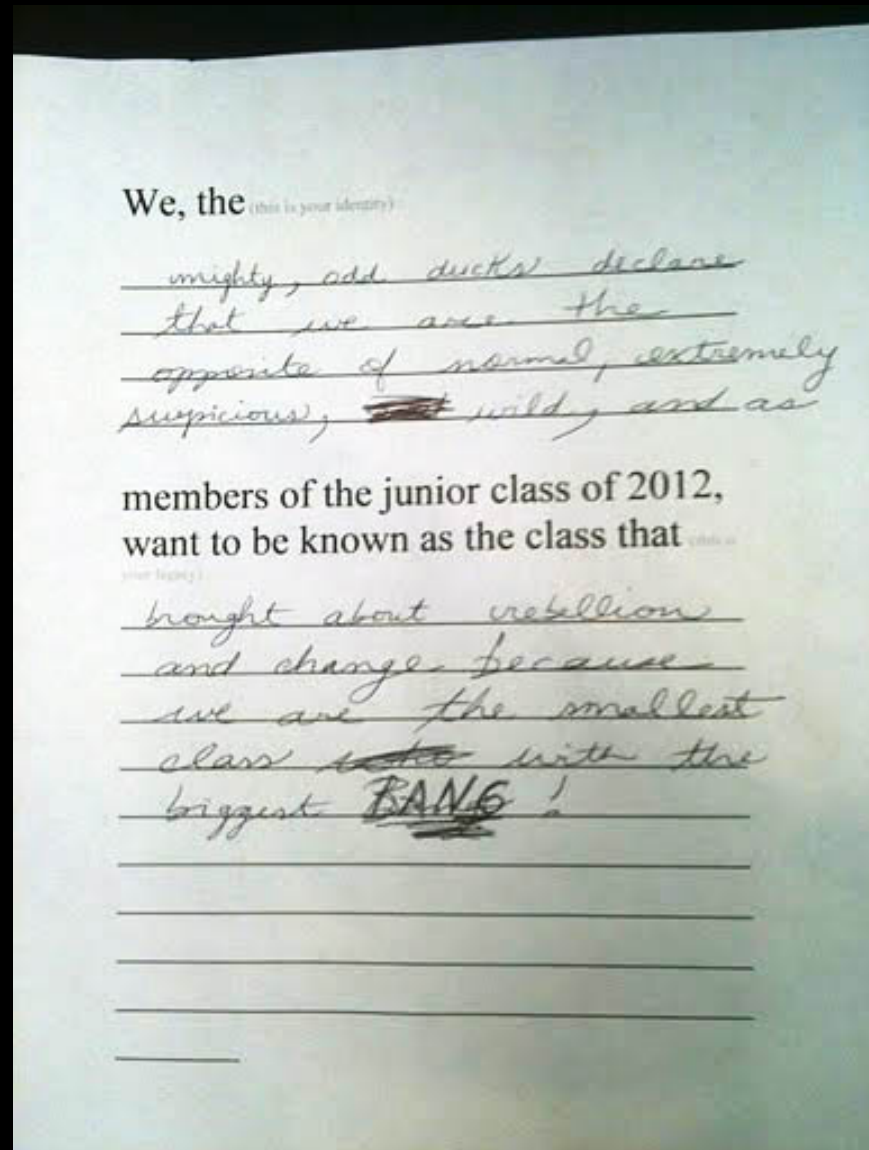 We, the (this is your identity)
mighty, odd ducks declare
that we are the
opposite of normal, extremely
suspicious, wild, and as
members of the junior class of 2012,
want to be known as the class that (this is
your legacy)
brought about rebellion
and change because
we are the smallest
class with the
biggest BANG !